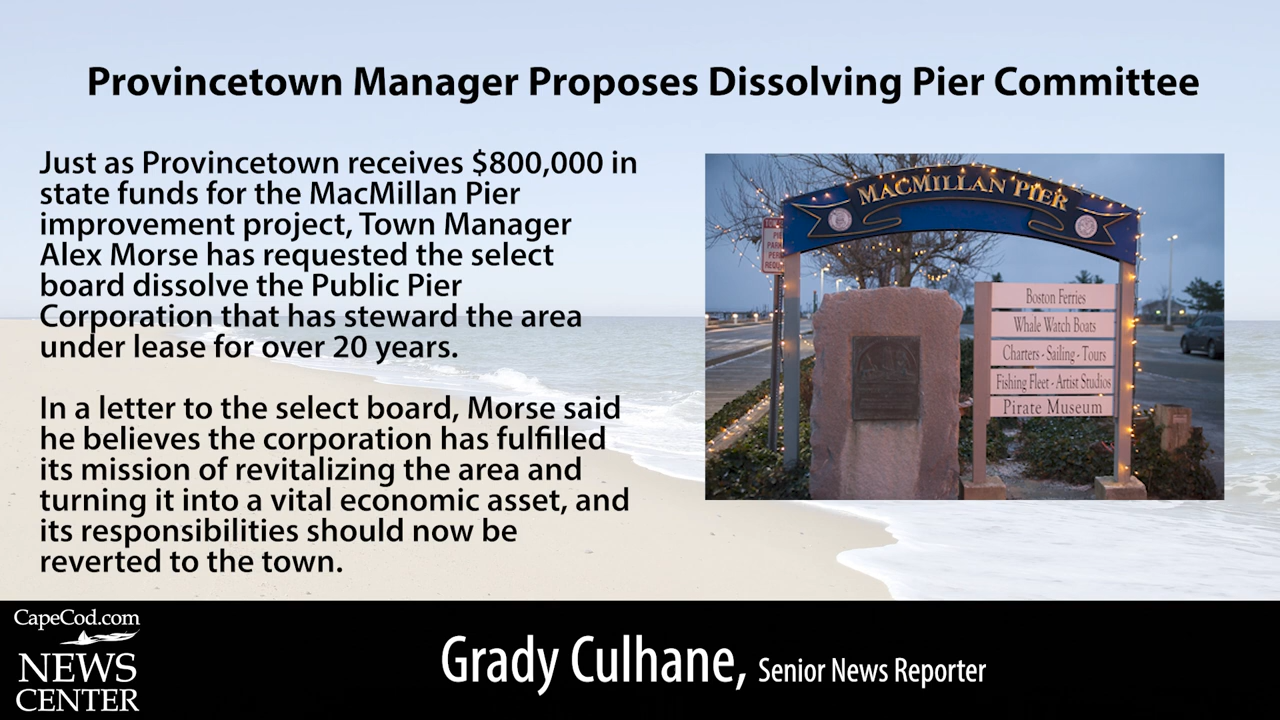 Provincetown Manager Proposes Dissolving Pier Committee
Just as Provincetown receives $800,000 in
state funds for the MacMillan Pier
improvement project, Town Manager
Alex Morse has requested the select
board dissolve the Public Pier
Corporation that has steward the area
under lease for over 20 years.
In a letter to the select board, Morse said
he believes the corporation has fulfilled
its mission of revitalizing the area and
turning it into a vital economic asset, and
its responsibilities should now be
reverted to the town.
MACMILLAN PIER
Boston Ferries
Whale Watch Boats
Charters - Sailing - Tours
Fishing Fleet - Artist Studios
Pirate Museum
CapeCod.com
NEWS
CENTER
Grady Culhane, Senior News Reporter